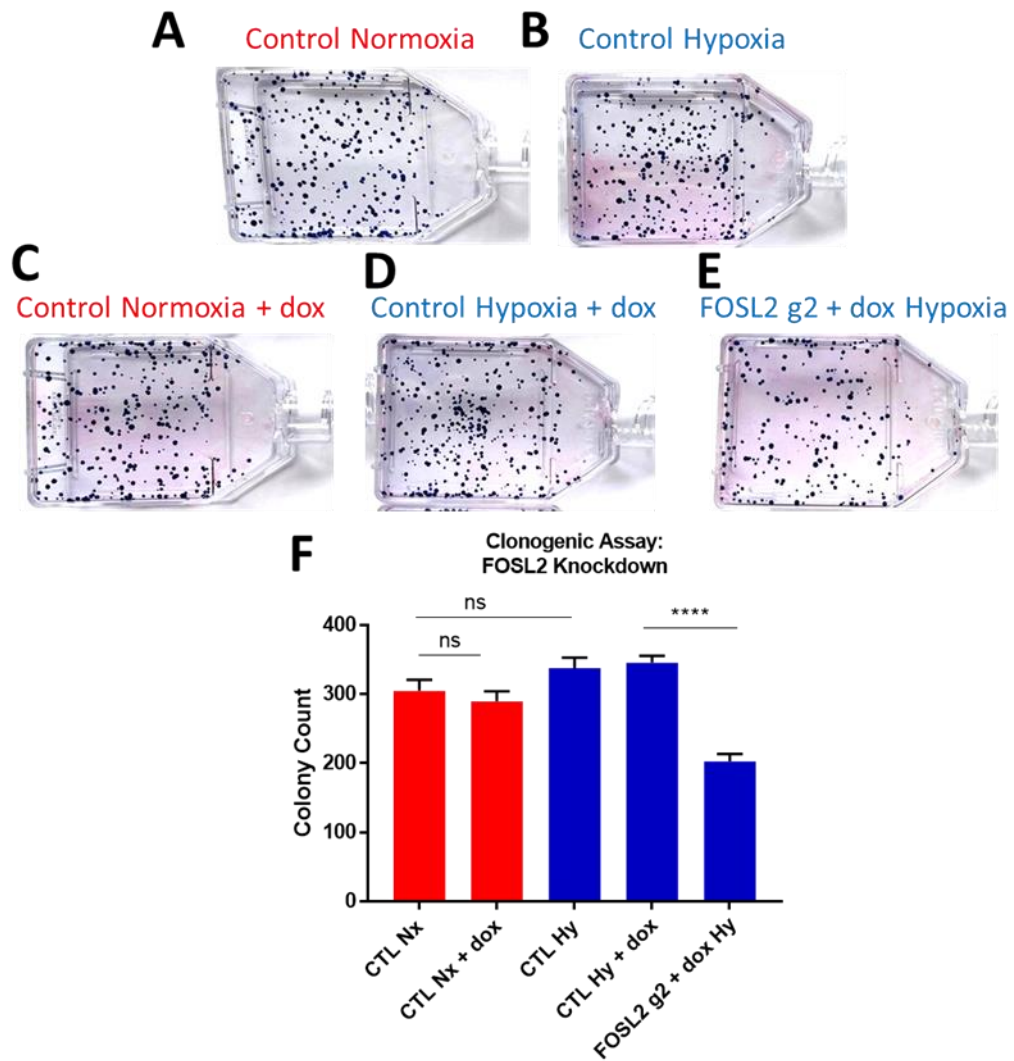 A
Control Normoxia
B
Control Hypoxia
C
Control Normoxia + dox
D
Control Hypoxia + dox
E
FOSL2 g2 + dox Hypoxia
F
Clonogenic Assay:
FOSL2 Knockdown
ns
ns
****
400
300
200
100
0
Colony Count
CTL Nx
CTL Nx + dox
CTL Hy
CTL Hy + dox
FOSL2 g2 + dox Hy